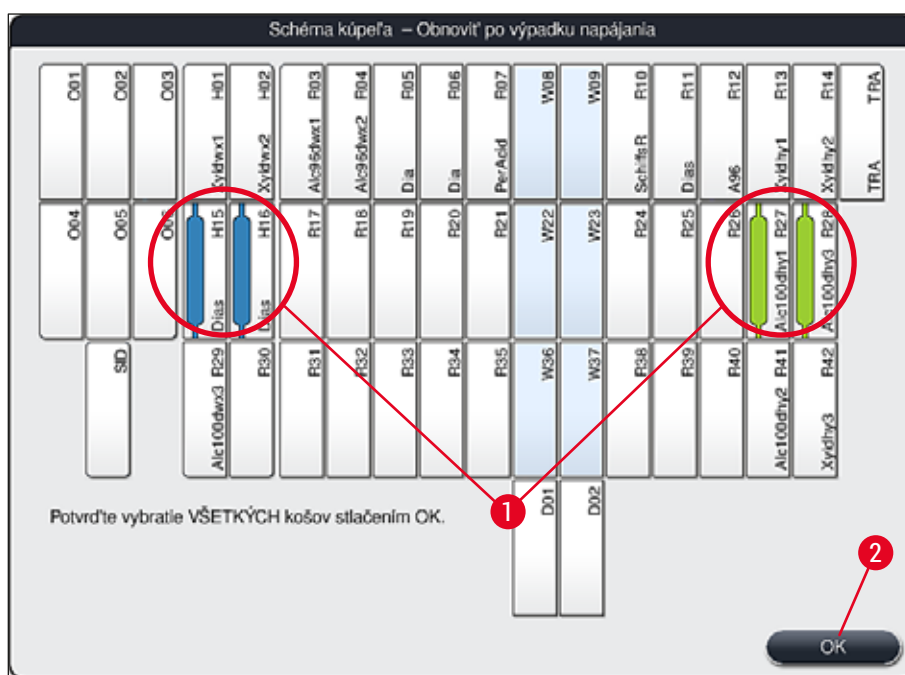 Schéma kúpeľa – Obnoviť po výpadku napájania
O01
O02
O03
Xyldwx1 H01
Xyldwx2 H02
Alc96dwx1 R03
Alc96dwx2 R04
Dia R05
Dia R06
PerAcid R07
W08
W09
SchiffsR R10
Dias R11
A96 R12
Xyldhy1 R13
Xyldhy2 R14
TRA TRA
O04
O05
O06
Dias H15
Dias H16
R17
R18
R19
R20
R21
W22
W23
R24
R25
R26
Alc100dhy1 R27
Alc100dhy3 R28
SID
Alc100dwx3 R29
R30
R31
R32
R33
R34
R35
W36
W37
R38
R39
R40
Alc100dhy2 R41
Xyldhy3 R42
D01
D02
Potvrďte vybratie VŠETKÝCH košov stlačením OK.
1
2
OK